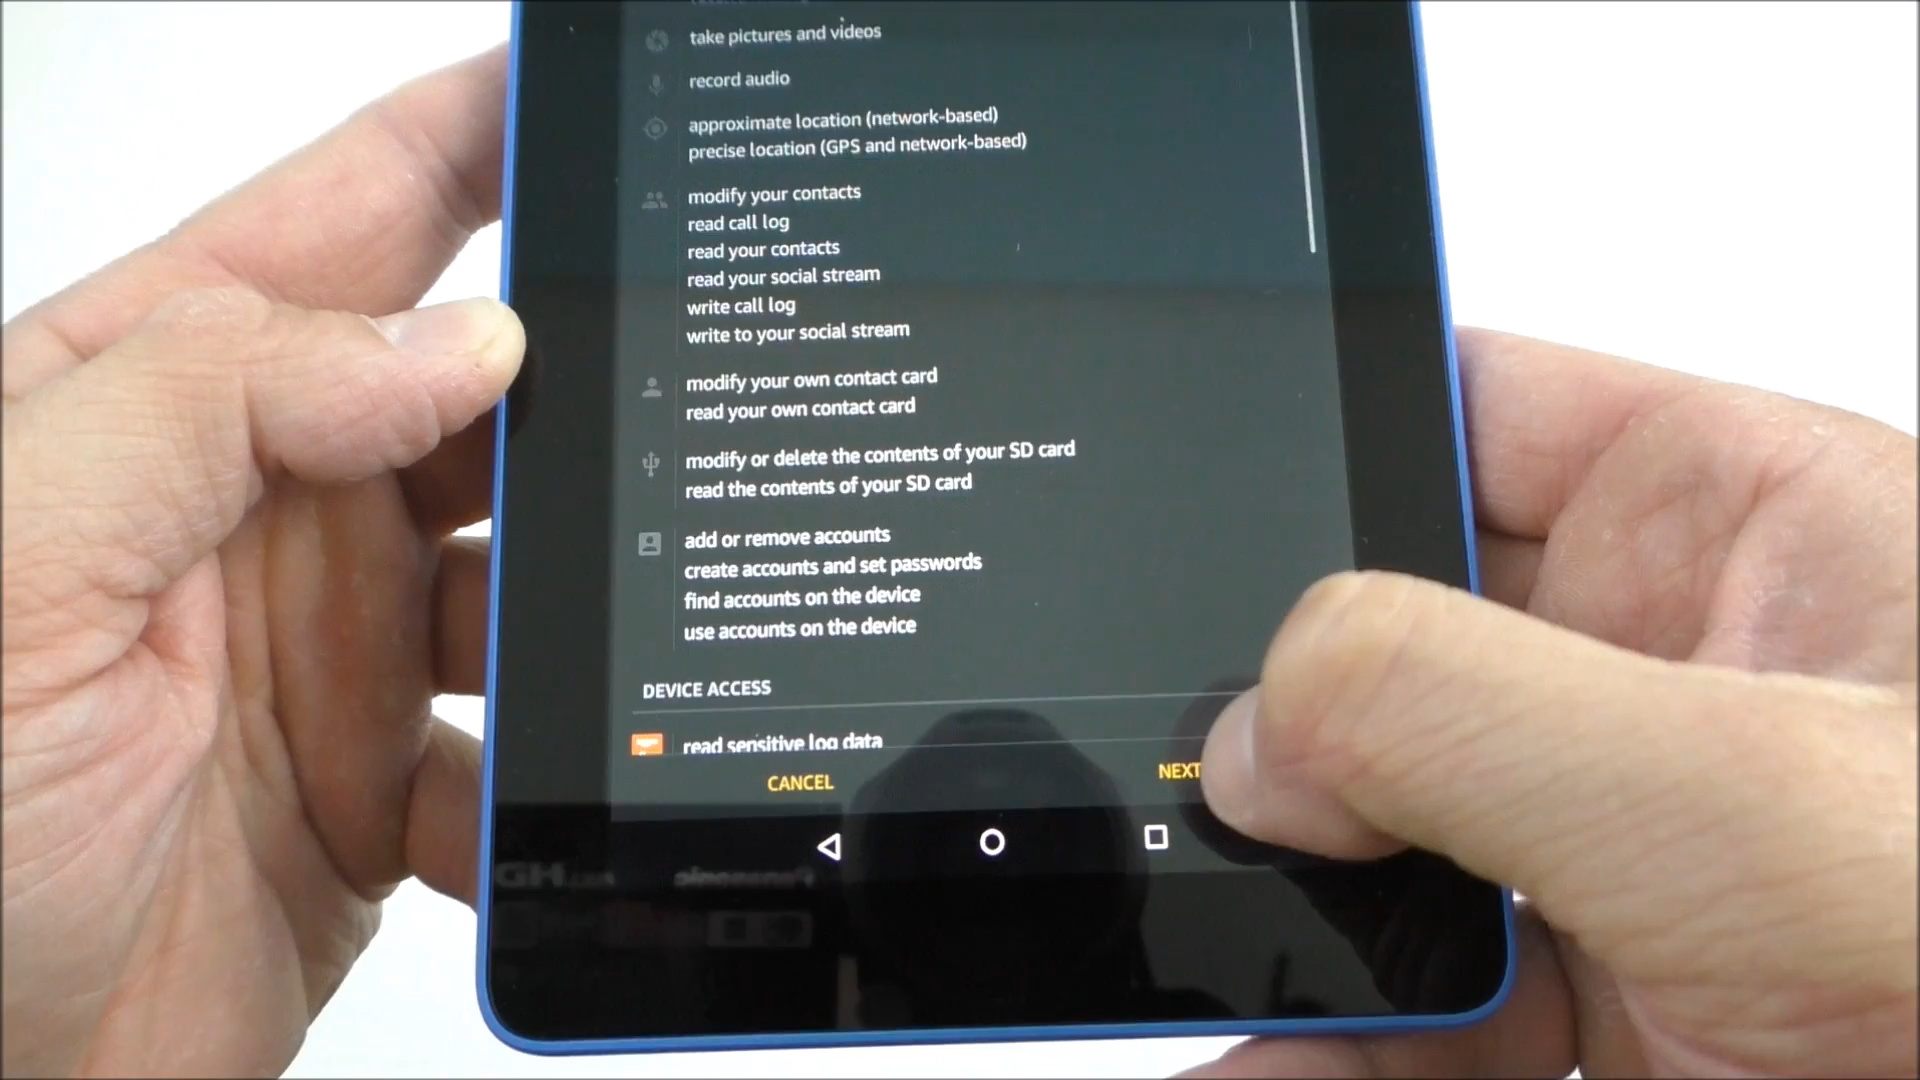 take pictures and videos
record audio
approximate location (network-based)
precise location (GPS and network-based)
modify your contacts
read call log
read your contacts
read your social stream
write call log
write to your social stream
modify your own contact card
read your own contact card
modify or delete the contents of your SD card
read the contents of your SD card
add or remove accounts
create accounts and set passwords
find accounts on the device
use accounts on the device
DEVICE ACCESS
read sensitive log data
CANCEL
NEXT